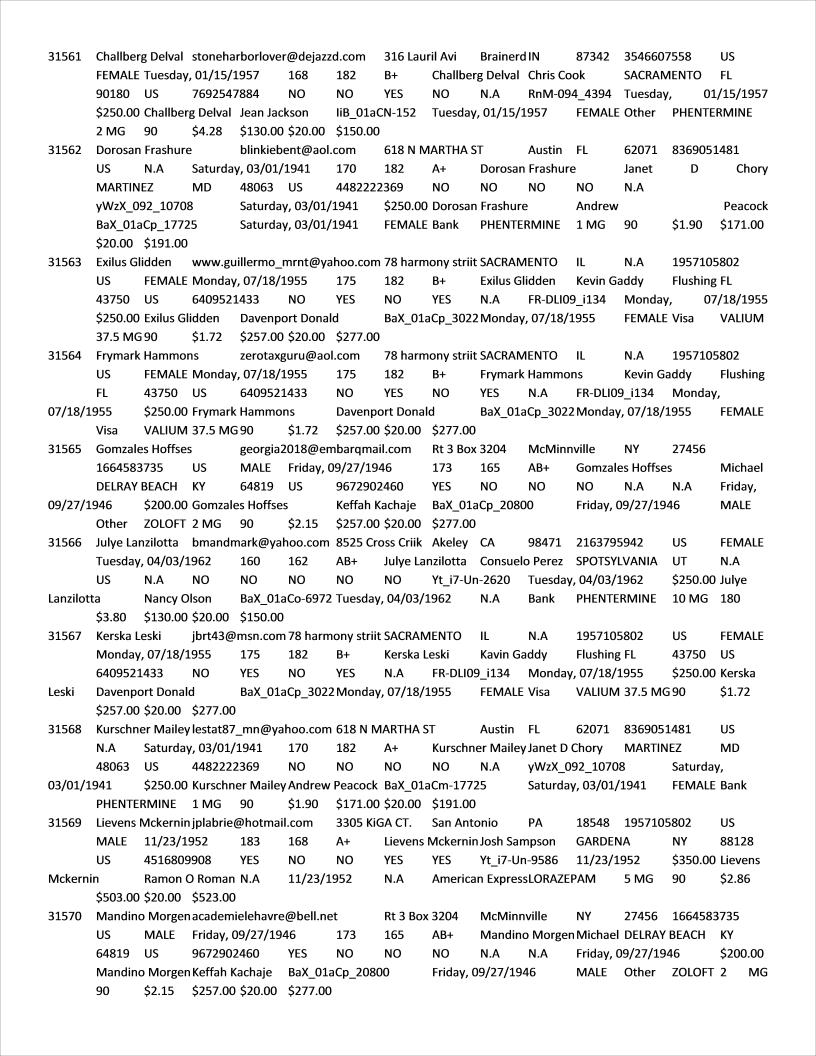 31561 Challberg Delval stoneharborlover@dejazzd.com 316 Lauril Avi Brainerd IN 87342 3546607558 US
FEMALE Tuesday, 01/15/1957 168 182 B+ Challberg Delval Chris Cook SACRAMENTO FL
90180 US 7692547884 NO NO YES NO N.A RnM-094_4394 Tuesday, 01/15/1957
$250.00 Challberg Delval Jean Jackson IiB_01aCN-152 Tuesday, 01/15/1957 FEMALE Other PHENTERMINE
2 MG 90 $4.28 $130.00 $20.00 $150.00
31562 Dorosan Frashure blinkiebent@aol.com 618 N MARTHA ST Austin FL 62071 8369051481
US N.A Saturday, 03/01/1941 170 182 A+ Dorosan Frashure Janet D Chory
MARTINEZ MD 48063 US 4482222369 NO NO NO NO N.A
yWzX_092_10708 Saturday, 03/01/1941 $250.00 Dorosan Frashure Andrew Peacock
BaX_01aCp_17725 Saturday, 03/01/1941 FEMALE Bank PHENTERMINE 1 MG 90 $1.90 $171.00
$20.00 $191.00
31563 Exilus Glidden www.guillermo_mrnt@yahoo.com 78 harmony striit SACRAMENTO IL N.A 1957105802
US FEMALE Monday, 07/18/1955 175 182 B+ Exilus Glidden Kevin Gaddy Flushing FL
43750 US 6409521433 NO YES NO YES N.A FR-DLI09_i134 Monday, 07/18/1955
$250.00 Exilus Glidden Davenport Donald BaX_01aCp_3022 Monday, 07/18/1955 FEMALE Visa VALIUM
37.5 MG 90 $1.72 $257.00 $20.00 $277.00
31564 Frymark Hammons zerotaxguru@aol.com 78 harmony striit SACRAMENTO IL N.A 1957105802
US FEMALE Monday, 07/18/1955 175 182 B+ Frymark Hammons Kevin Gaddy Flushing
FL 43750 US 6409521433 NO YES NO YES N.A FR-DLI09_i134 Monday,
07/18/1955 $250.00 Frymark Hammons Davenport Donald BaX_01aCp_3022 Monday, 07/18/1955 FEMALE
Visa VALIUM 37.5 MG 90 $1.72 $257.00 $20.00 $277.00
31565 Gomzales Hoffses georgia2018@embarqmail.com Rt 3 Box 3204 McMinnville NY 27456
1664583735 US MALE Friday, 09/27/1946 173 165 AB+ Gomzales Hoffses Michael
DELRAY BEACH KY 64819 US 9672902460 YES NO NO NO N.A N.A Friday,
09/27/1946 $200.00 Gomzales Hoffses Keffah Kachaje BaX_01aCp_20800 Friday, 09/27/1946 MALE
Other ZOLOFT 2 MG 90 $2.15 $257.00 $20.00 $277.00
31566 Julye Lanzilotta bmandmark@yahoo.com 8525 Cross Criik Akeley CA 98471 2163795942 US FEMALE
Tuesday, 04/03/1962 160 162 AB+ Julye Lanzilotta Consuelo Perez SPOTSYLVANIA UT N.A
US N.A NO NO NO NO NO Yt_i7-Un-2620 Tuesday, 04/03/1962 $250.00 Julye
Lanzilotta Nancy Olson BaX_01aCo-6972 Tuesday, 04/03/1962 N.A Bank PHENTERMINE 10 MG 180
$3.80 $130.00 $20.00 $150.00
31567 Kerska Leski jbrt43@msn.com 78 harmony striit SACRAMENTO IL N.A 1957105802 US FEMALE
Monday, 07/18/1955 175 182 B+ Kerska Leski Kavin Gaddy Flushing FL 43750 US
6409521433 NO YES NO YES N.A FR-DLI09_i134 Monday, 07/18/1955 $250.00 Kerska
Leski Davenport Donald BaX_01aCp_3022 Monday, 07/18/1955 FEMALE Visa VALIUM 37.5 MG 90 $1.72
$257.00 $20.00 $277.00
31568 Kurschner Mailey lestat87_mn@yahoo.com 618 N MARTHA ST Austin FL 62071 8369051481 US
N.A Saturday, 03/01/1941 170 182 A+ Kurschner Mailey Janet D Chory MARTINEZ MD
48063 US 4482222369 NO NO NO NO N.A yWzX_092_10708 Saturday,
03/01/1941 $250.00 Kurschner Mailey Andrew Peacock BaX_01aCm-17725 Saturday, 03/01/1941 FEMALE Bank
PHENTERMINE 1 MG 90 $1.90 $171.00 $20.00 $191.00
31569 Lievens Mckernin jplabrie@hotmail.com 3305 KiGA CT. San Antonio PA 18548 1957105802 US
MALE 11/23/1952 183 168 A+ Lievens Mckernin Josh Sampson GARDENA NY 88128
US 4516809908 YES NO NO YES YES Yt_i7-Un-9586 11/23/1952 $350.00 Lievens
Mckernin Ramon O Roman N.A 11/23/1952 N.A American Express LORAZEPAM 5 MG 90 $2.86
$503.00 $20.00 $523.00
31570 Mandino Morgen academielehavre@bell.net Rt 3 Box 3204 McMinnville NY 27456 1664583735
US MALE Friday, 09/27/1946 173 165 AB+ Mandino Morgen Michael DELRAY BEACH KY
64819 US 9672902460 YES NO NO NO N.A N.A Friday, 09/27/1946 $200.00
Mandino Morgen Keffah Kachaje BaX_01aCp_20800 Friday, 09/27/1946 MALE Other ZOLOFT 2 MG
90 $2.15 $257.00 $20.00 $277.00